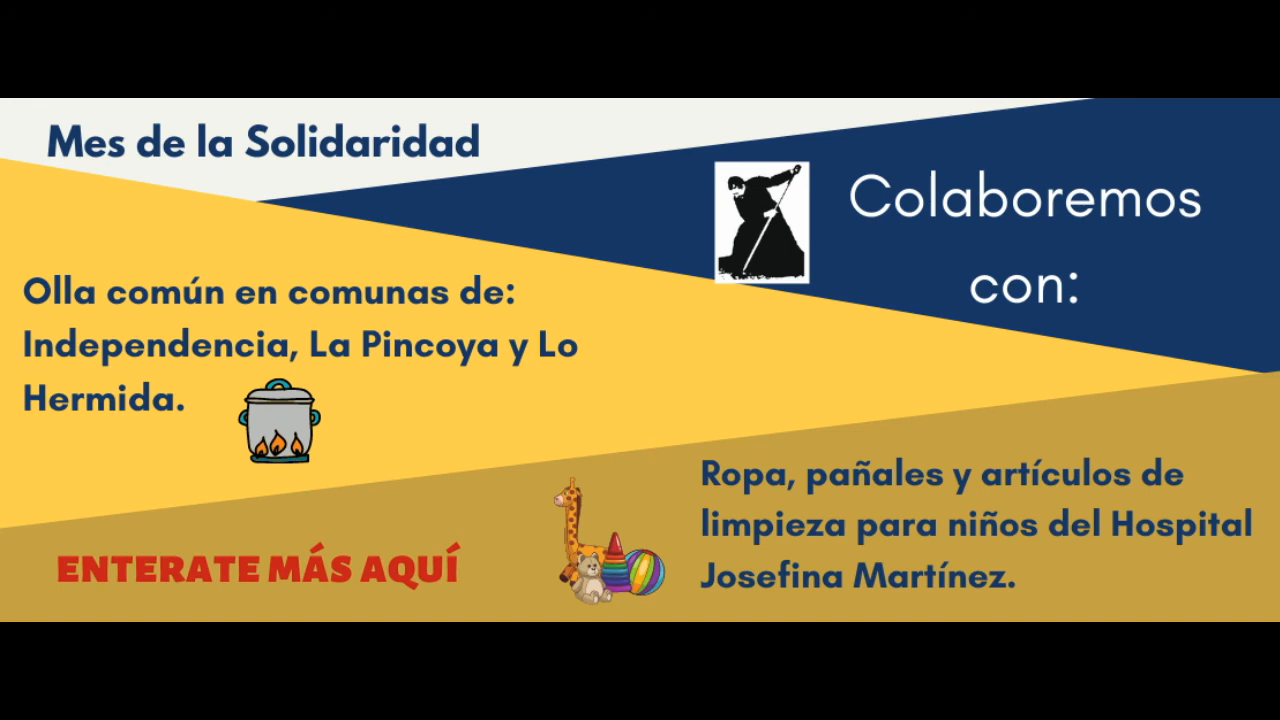 Mes de la Solidaridad
Colaboremos
con:
Olla común en comunas de:
Independencia, La Pincoya y Lo
Hermida.
Ropa, pañales y artículos de
limpieza para niños del Hospital
Josefina Martínez.
ENTERATE MÁS AQUÍ